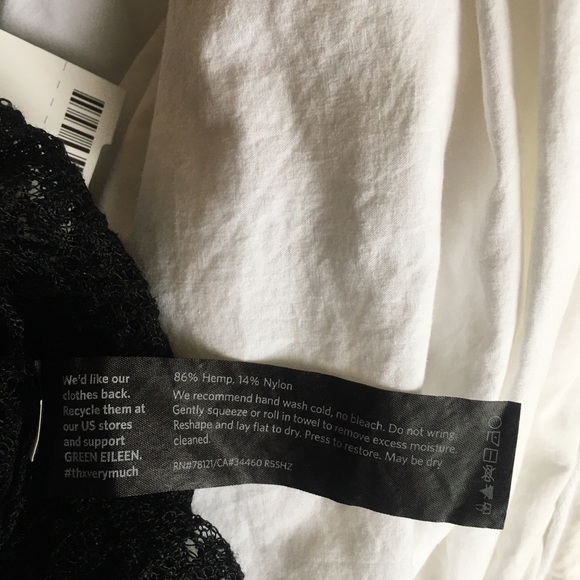 We'd like our
clothes back.
Recycle them at
our US stores
and support
GREEN EILEEN.
#thxverymuch
86% Hemp, 14% Nylon
We recommend hand wash cold, no bleach. Do not wring.
Gently squeeze or roll in towel to remove excess moisture.
Reshape and lay flat to dry. Press to restore. May be dry
cleaned.
RN#78121/CA#34460 R5SHZ